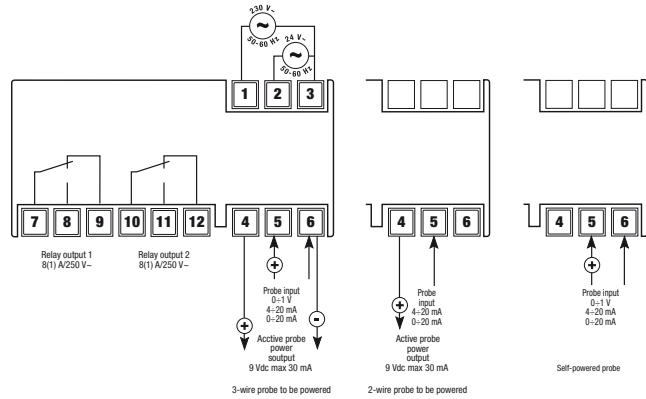 230 V~
50-60 Hz
24 V~
50-60 Hz
1 2 3
7 8 9 10 11 12 4 5 6 4 5 6 4 5 6
Relay output 1
8(1) A/250 V~
Relay output 2
8(1) A/250 V~
+
Probe input
0÷1 V
4÷20 mA
0÷20 mA
+
-
Acctive probe
power
soutput
9 Vdc max 30 mA
3-wire probe to be powered
Probe
input
4÷20 mA
0÷20 mA
+
Active probe
power
output
9 Vdc max 30 mA
2-wire probe to be powered
+
Probe input
0÷1 V
4÷20 mA
0÷20 mA
Self-powered probe